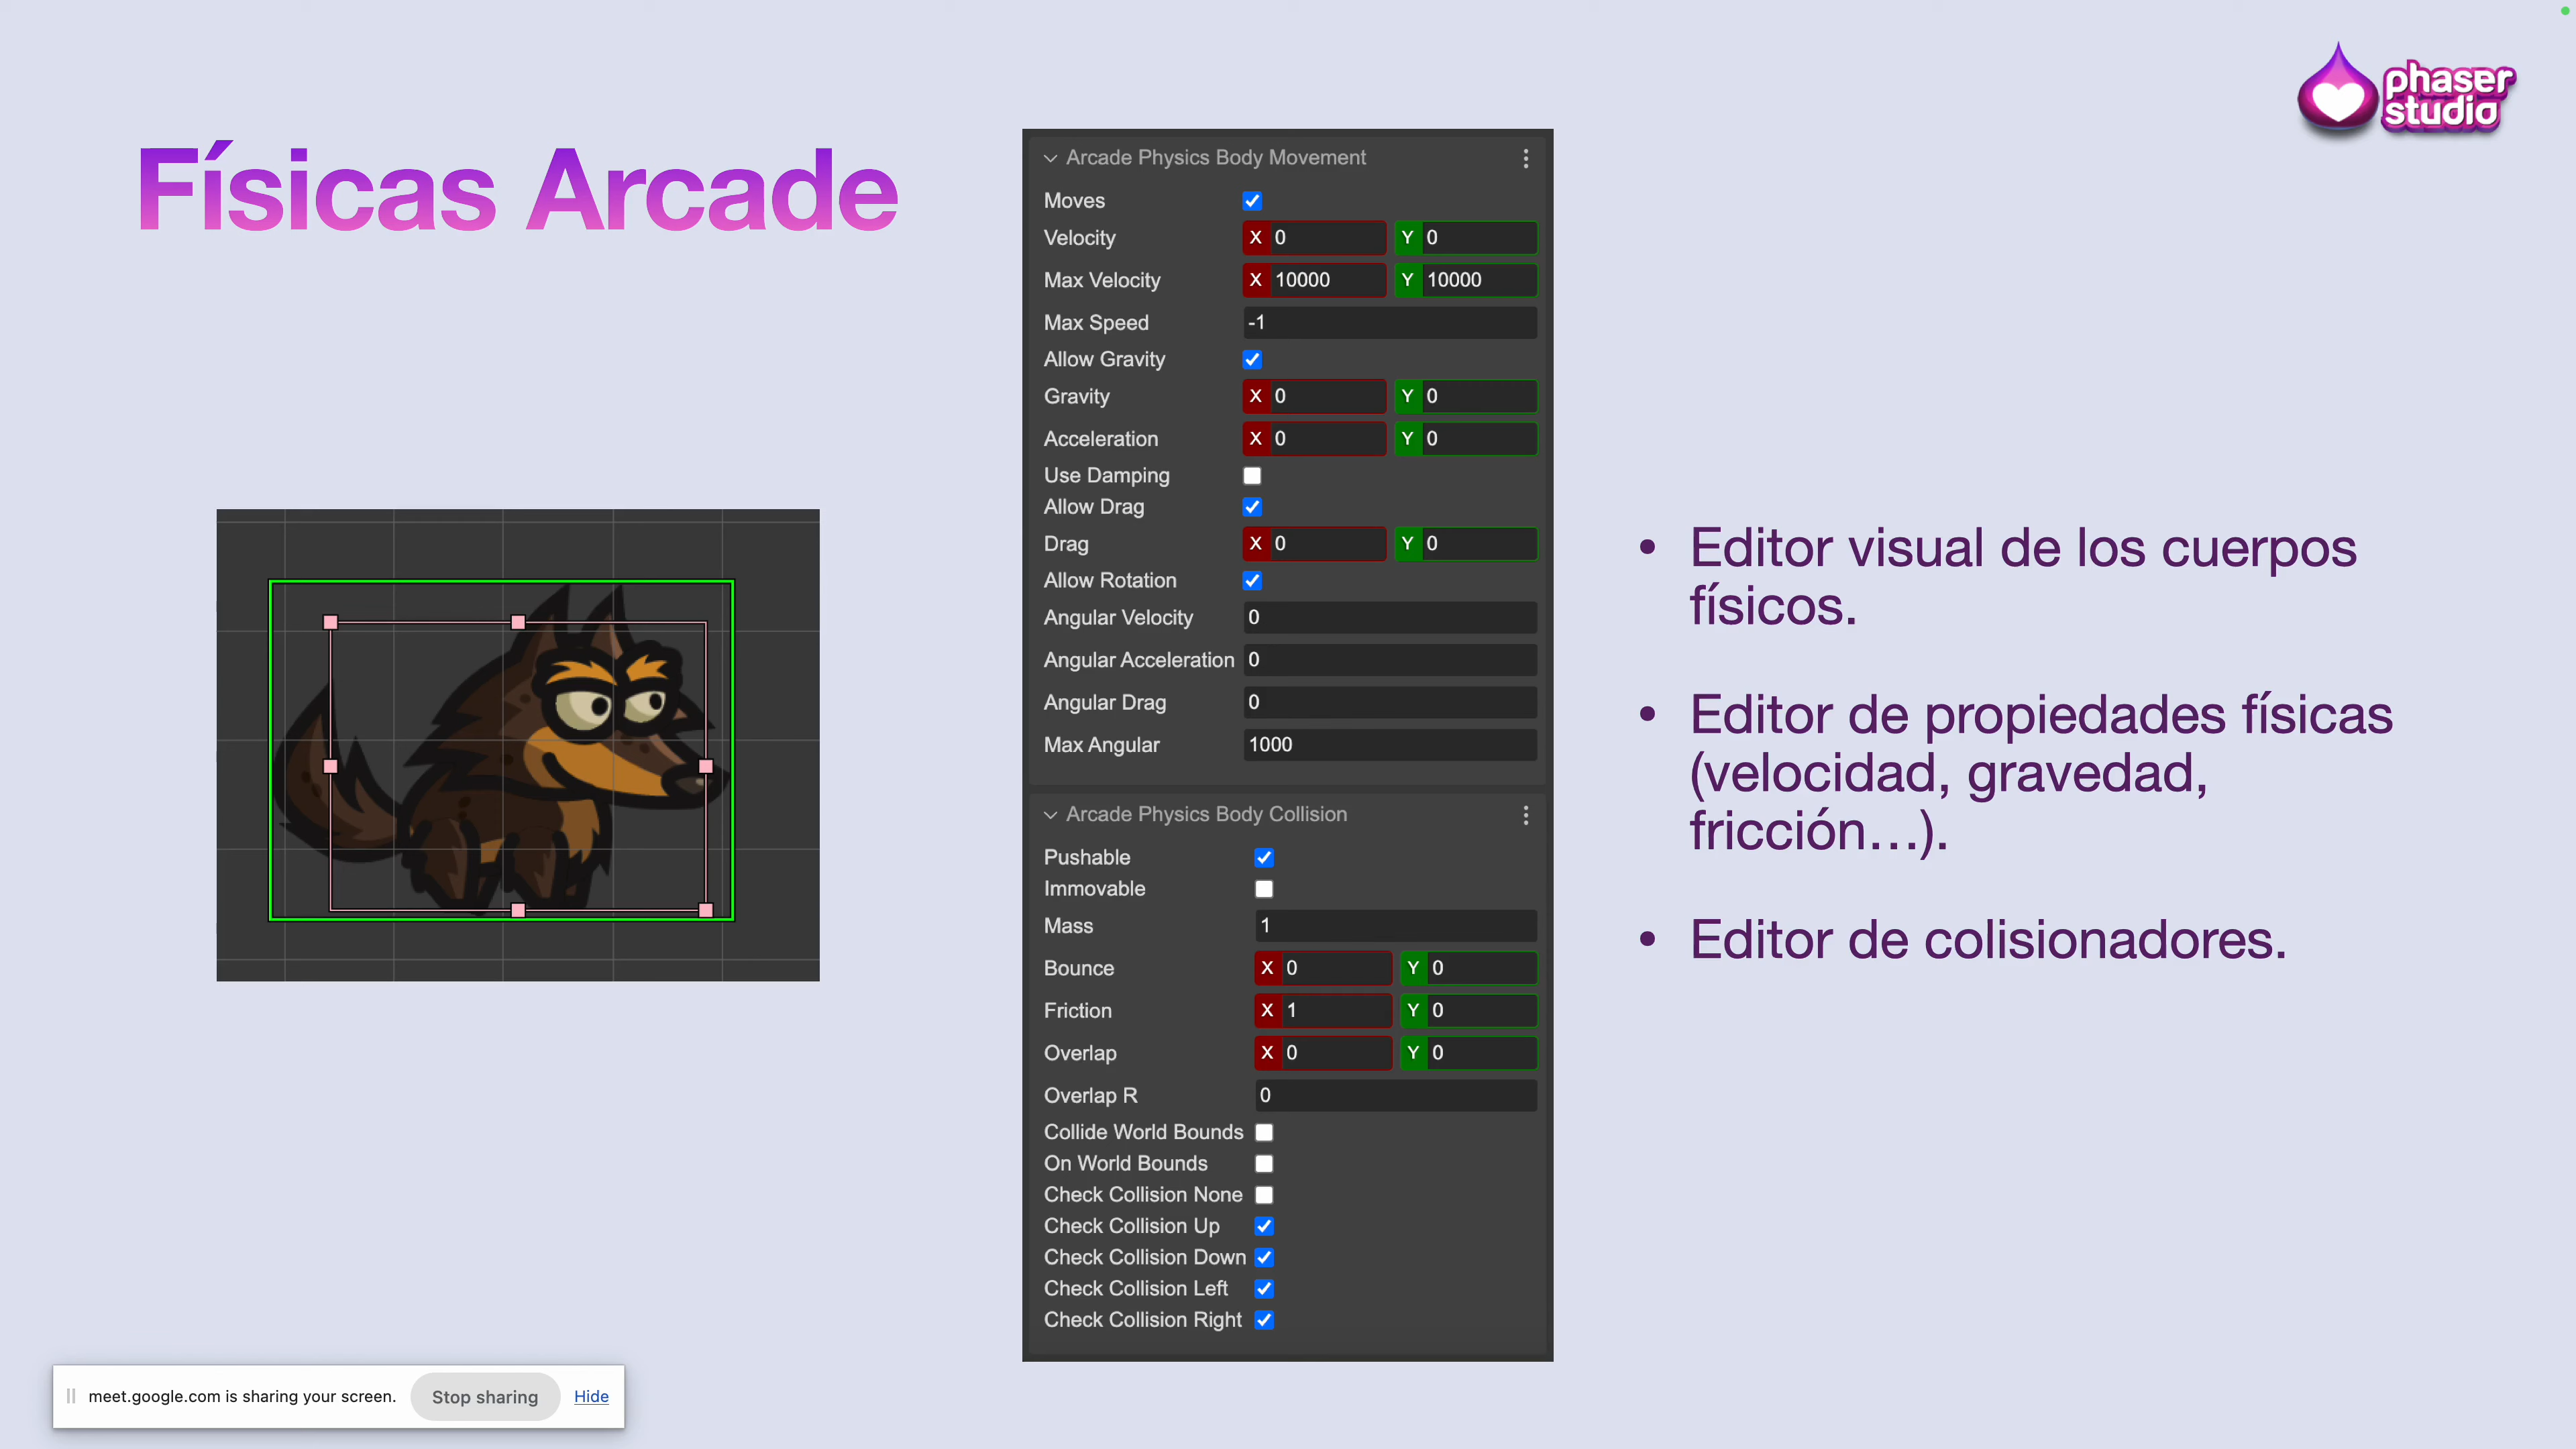 phaser
studio
Físicas Arcade
Arcade Physics Body Movement
Moves
Velocity X 0 Y 0
Max Velocity X 10000 Y 10000
Max Speed -1
Allow Gravity
Gravity X 0 Y 0
Acceleration X 0 Y 0
Use Damping
Allow Drag
Drag X 0 Y 0
Allow Rotation
Angular Velocity 0
Angular Acceleration 0
Angular Drag 0
Max Angular 1000
Arcade Physics Body Collision
Pushable
Immovable
Mass 1
Bounce X 0 Y 0
Friction X 1 Y 0
Overlap X 0 Y 0
Overlap R 0
Collide World Bounds
On World Bounds
Check Collision None
Check Collision Up
Check Collision Down
Check Collision Left
Check Collision Right
• Editor visual de los cuerpos
físicos.
• Editor de propiedades físicas
(velocidad, gravedad,
fricción…).
• Editor de colisionadores.
meet.google.com is sharing your screen. Stop sharing Hide